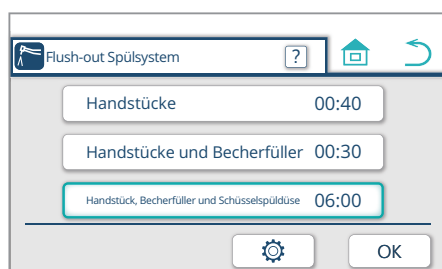 Flush-out Spülsystem ?
Handstücke 00:40
Handstücke und Becherfüller 00:30
Handstück, Becherfüller und Schüsselspüldüse 06:00
OK